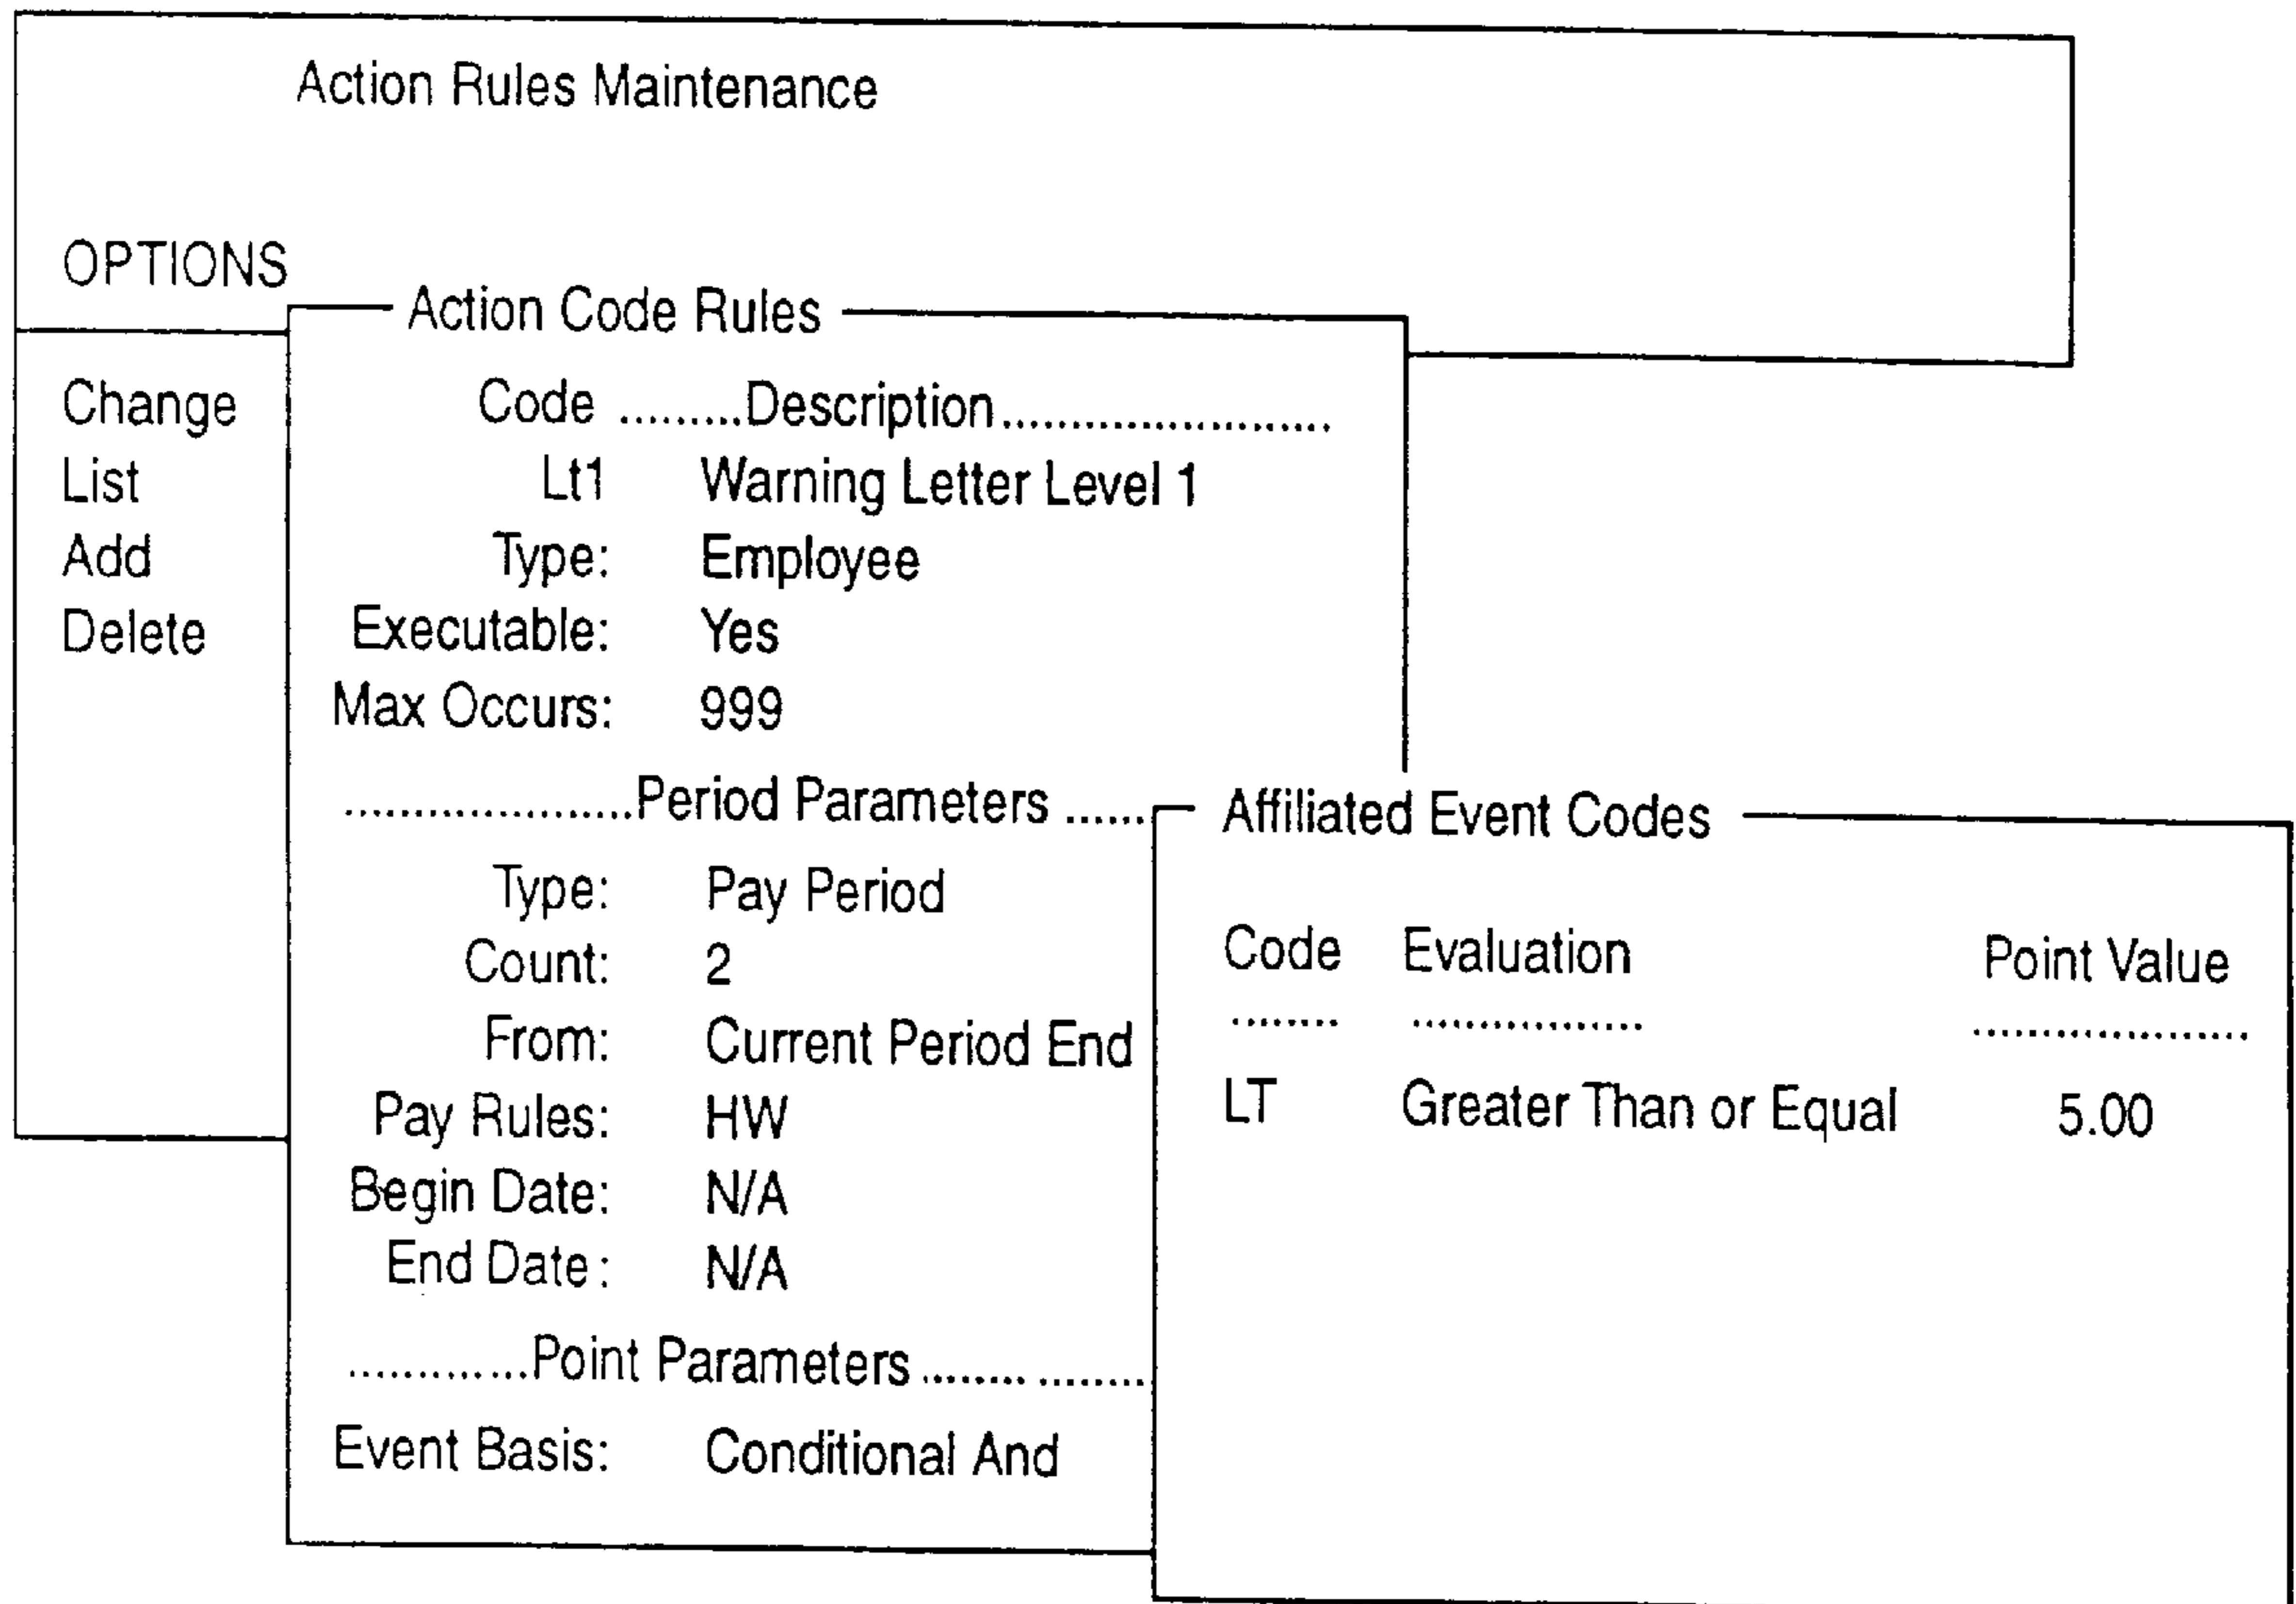 Action Rules Maintenance
OPTIONS
Change
List
Add
Delete
Action Code Rules
Code .........Description........................
Lt1 Warning Letter Level 1
Type: Employee
Executable: Yes
Max Occurs: 999
.....................Period Parameters ......
Type: Pay Period
Count: 2
From: Current Period End
Pay Rules: HW
Begin Date: N/A
End Date: N/A
.............Point Parameters ........ ........
Event Basis: Conditional And
Affiliated Event Codes
Code Evaluation Point Value
........ ................. ....................
LT Greater Than or Equal 5.00